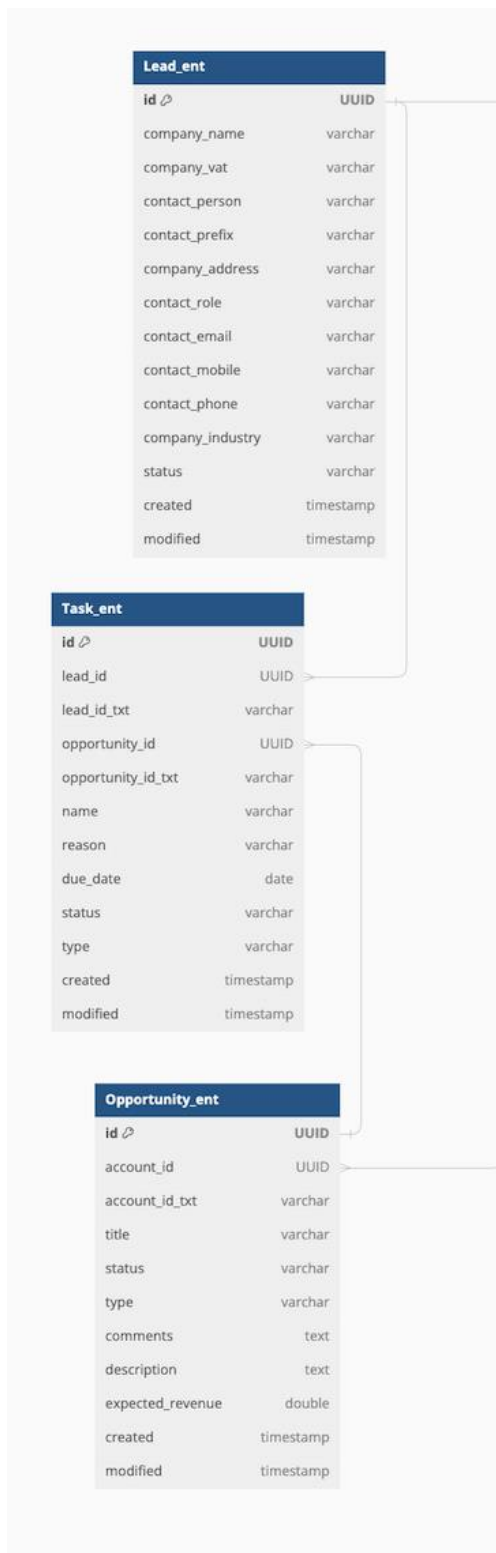 Lead_ent
id UUID
company_name varchar
company_vat varchar
contact_person varchar
contact_prefix varchar
company_address varchar
contact_role varchar
contact_email varchar
contact_mobile varchar
contact_phone varchar
company_industry varchar
status varchar
created timestamp
modified timestamp
Task_ent
id UUID
lead_id UUID
lead_id_txt varchar
opportunity_id UUID
opportunity_id_txt varchar
name varchar
reason varchar
due_date date
status varchar
type varchar
created timestamp
modified timestamp
Opportunity_ent
id UUID
account_id UUID
account_id_txt varchar
title varchar
status varchar
type varchar
comments text
description text
expected_revenue double
created timestamp
modified timestamp